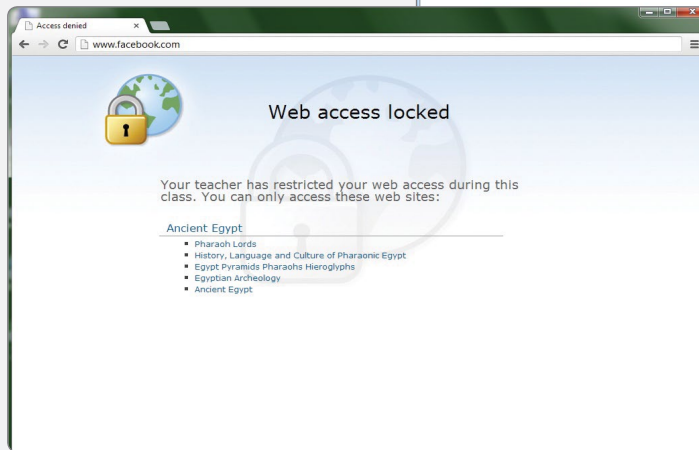 Access denied
www.facebook.com
Web access locked
Your teacher has restricted your web access during this
class. You can only access these web sites:
Ancient Egypt
Pharaoh Lords
History, Language and Culture of Pharaonic Egypt
Egypt Pyramids Pharaohs Hieroglyphs
Egyptian Archeology
Ancient Egypt